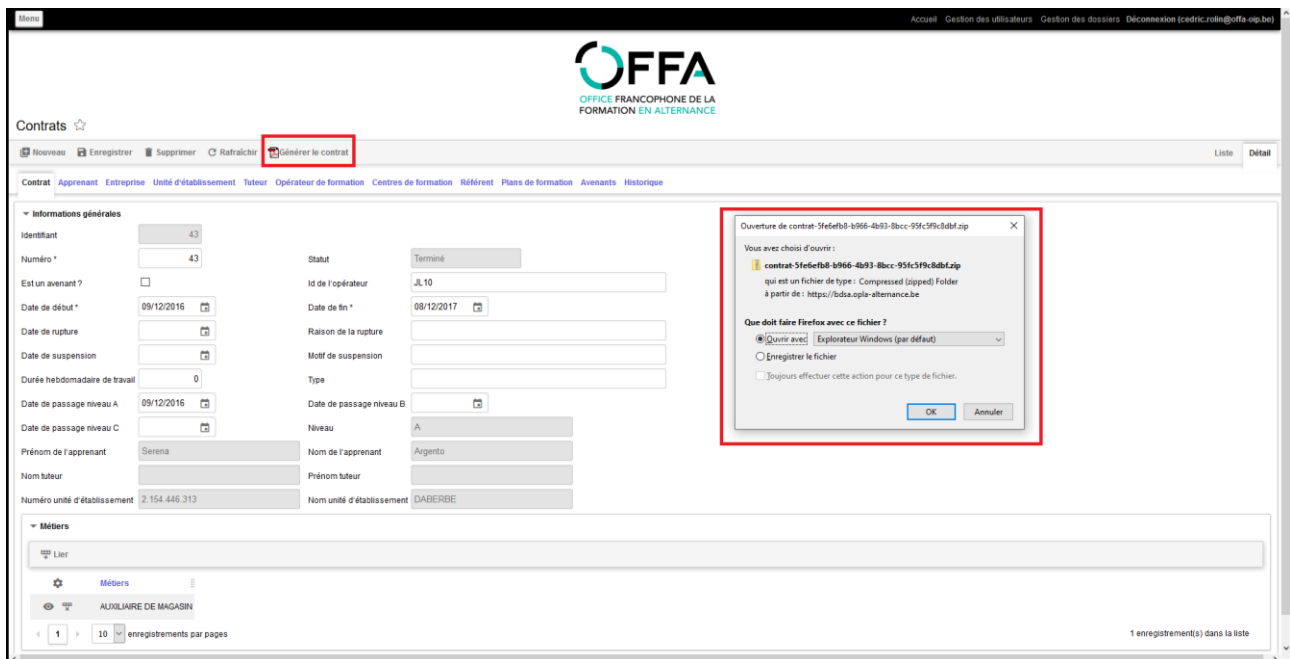 Menu
Accueil Gestion des utilisateurs Gestion des dossiers Déconnexion (cedric.rolin@offa-oip.be)
OFFA
OFFICE FRANCOPHONE DE LA
FORMATION EN ALTERNANCE
Contrats
Nouveau Enregistrer Supprimer Rafraîchir Générer le contrat Liste Détail
Contrat Apprenant Entreprise Unité d'établissement Tuteur Opérateur de formation Centres de formation Référent Plans de formation Avenants Historique
Informations générales
Identifiant 43
Numéro * 43 Statut Terminé
Est un avenant ? Id de l'opérateur JL10
Date de début * 09/12/2016 Date de fin * 08/12/2017
Date de rupture Raison de la rupture
Date de suspension Motif de suspension
Durée hebdomadaire de travail 0 Type
Date de passage niveau A 09/12/2016 Date de passage niveau B
Date de passage niveau C Niveau A
Prénom de l'apprenant Serena Nom de l'apprenant Argento
Nom tuteur Prénom tuteur
Numéro unité d'établissement 2.154.446.313 Nom unité d'établissement DABERBE
Ouverture de contrat-5fe6efb8-b966-4b93-8bcc-95fc5f9c8dbf.zip
Vous avez choisi d'ouvrir :
contrat-5fe6efb8-b966-4b93-8bcc-95fc5f9c8dbf.zip
qui est un fichier de type : Compressed (zipped) Folder
à partir de : https://bdsa.opla-alternance.be
Que doit faire Firefox avec ce fichier ?
Ouvrir avec Explorateur Windows (par défaut)
Enregistrer le fichier
Toujours effectuer cette action pour ce type de fichier.
OK Annuler
Métiers
Lier
Métiers
AUXILIAIRE DE MAGASIN
1 10 enregistrements par pages 1 enregistrement(s) dans la liste